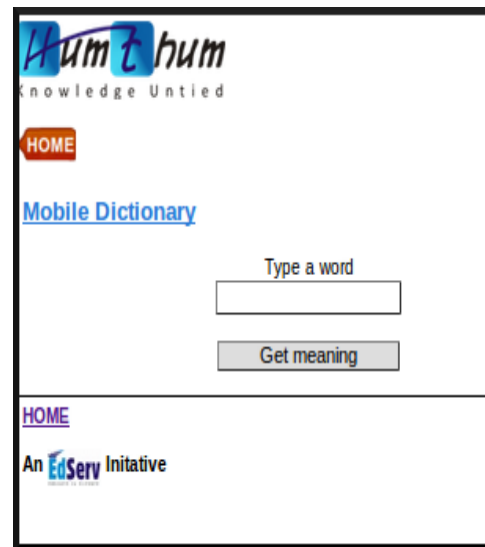 Hum Thum
Knowledge Untied
HOME
Mobile Dictionary
Type a word
Get meaning
HOME
An EdServ Initative